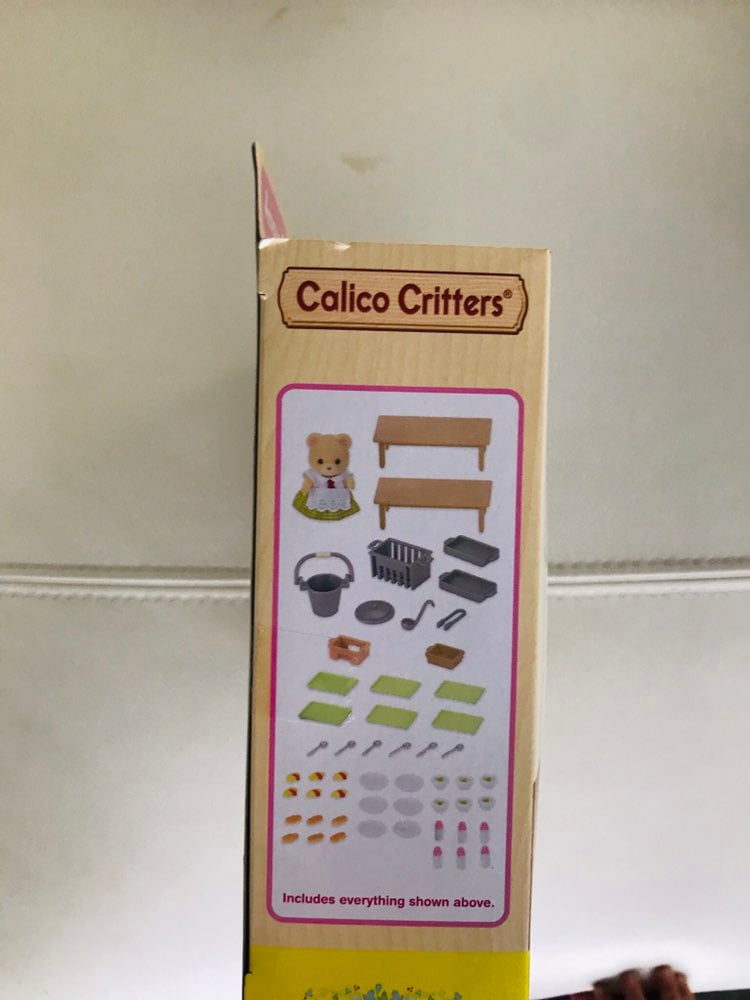 Calico Critters®
Includes everything shown above.